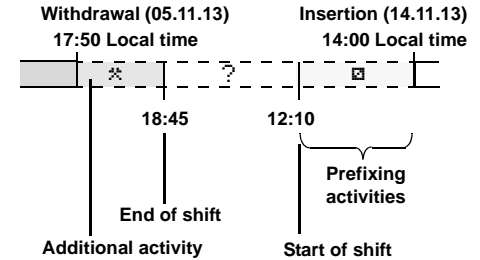 Withdrawal (05.11.13)
Insertion (14.11.13)
17:50 Local time
14:00 Local time
?
18:45
12:10
Prefixing
activities
End of shift
Additional activity
Start of shift